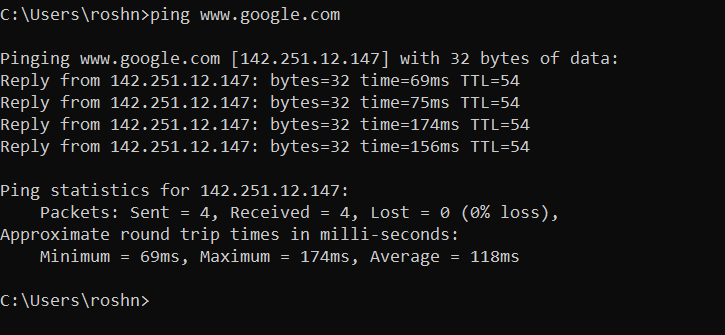 C:\Users\roshn>ping www.google.com
Pinging www.google.com [142.251.12.147] with 32 bytes of data:
Reply from 142.251.12.147: bytes=32 time=69ms TTL=54
Reply from 142.251.12.147: bytes=32 time=75ms TTL=54
Reply from 142.251.12.147: bytes=32 time=174ms TTL=54
Reply from 142.251.12.147: bytes=32 time=156ms TTL=54
Ping statistics for 142.251.12.147:
    Packets: Sent = 4, Received = 4, Lost = 0 (0% loss),
Approximate round trip times in milli-seconds:
    Minimum = 69ms, Maximum = 174ms, Average = 118ms
C:\Users\roshn>